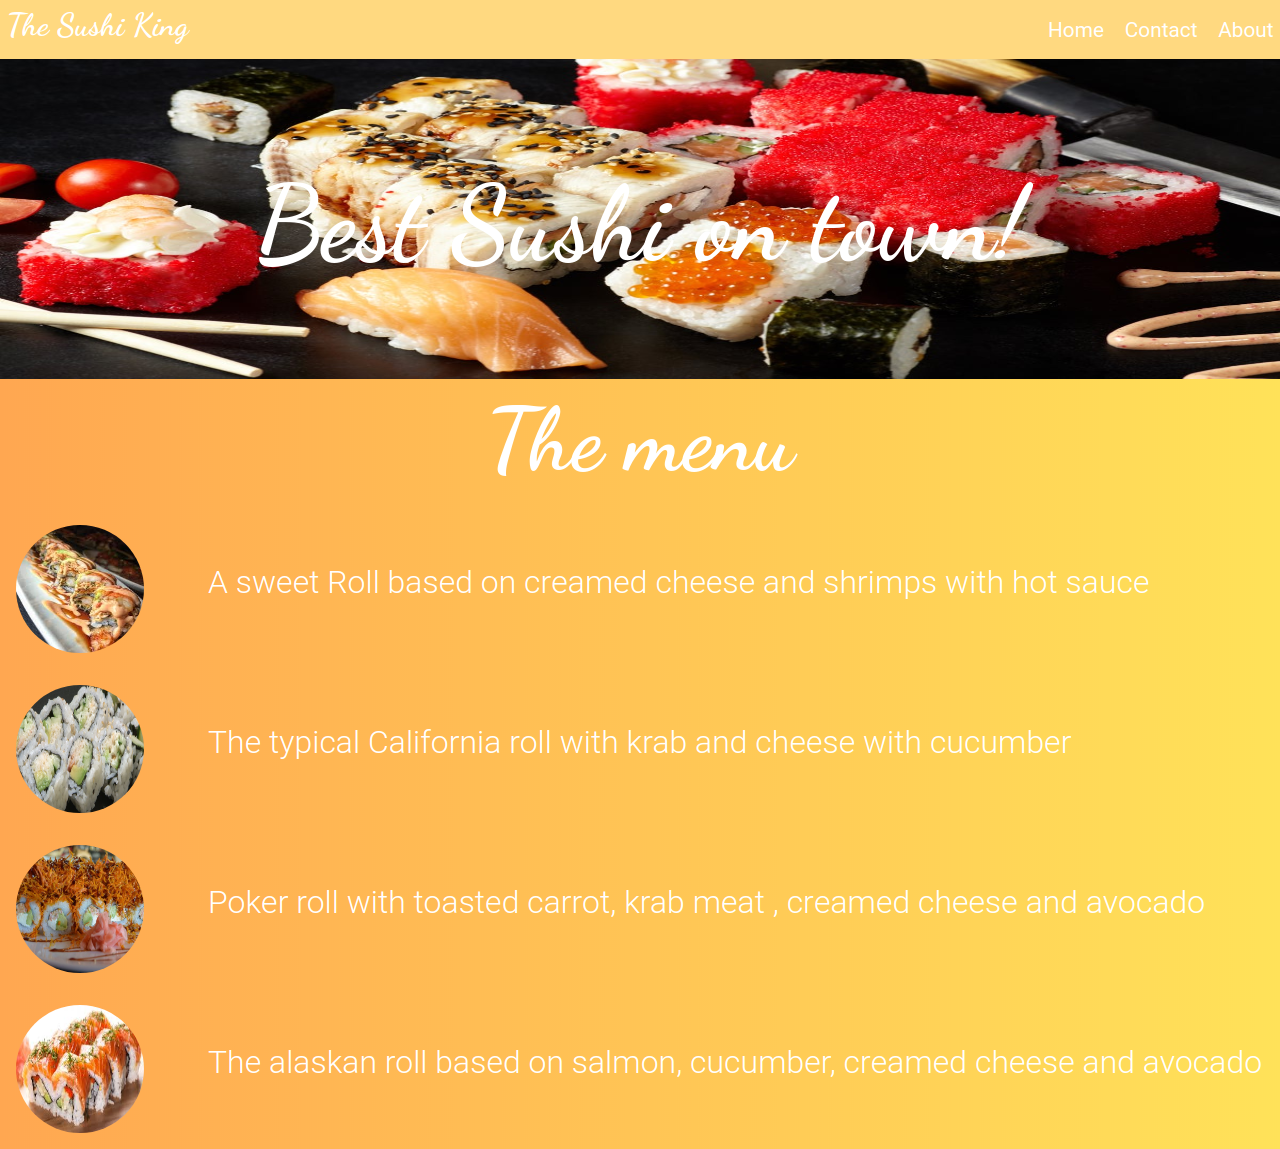 The Sushi King
Home Contact About
Best Sushi on town!
The menu
A sweet Roll based on creamed cheese and shrimps with hot sauce
The typical California roll with krab and cheese with cucumber
Poker roll with toasted carrot, krab meat , creamed cheese and avocado
The alaskan roll based on salmon, cucumber, creamed cheese and avocado